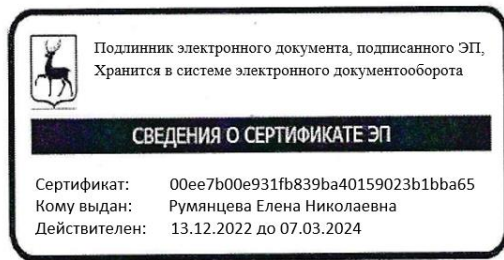 Подлинник электронного документа, подписанного ЭП,
Хранится в системе электронного документооборота
СВЕДЕНИЯ О СЕРТИФИКАТЕ ЭП
Сертификат: 00ee7b00e931fb839ba40159023b1bba65
Кому выдан: Румянцева Елена Николаевна
Действителен: 13.12.2022 до 07.03.2024